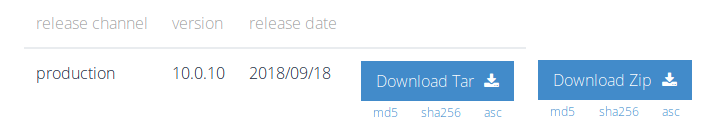 release channel version release date
production 10.0.10 2018/09/18 Download Tar Download Zip
md5 sha256 asc md5 sha256 asc